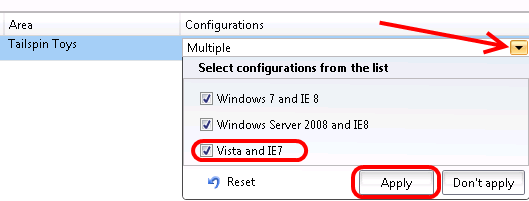 Area Configurations
Tailspin Toys Multiple
Select configurations from the list
Windows 7 and IE 8
Windows Server 2008 and IE8
Vista and IE7
Reset Apply Don't apply